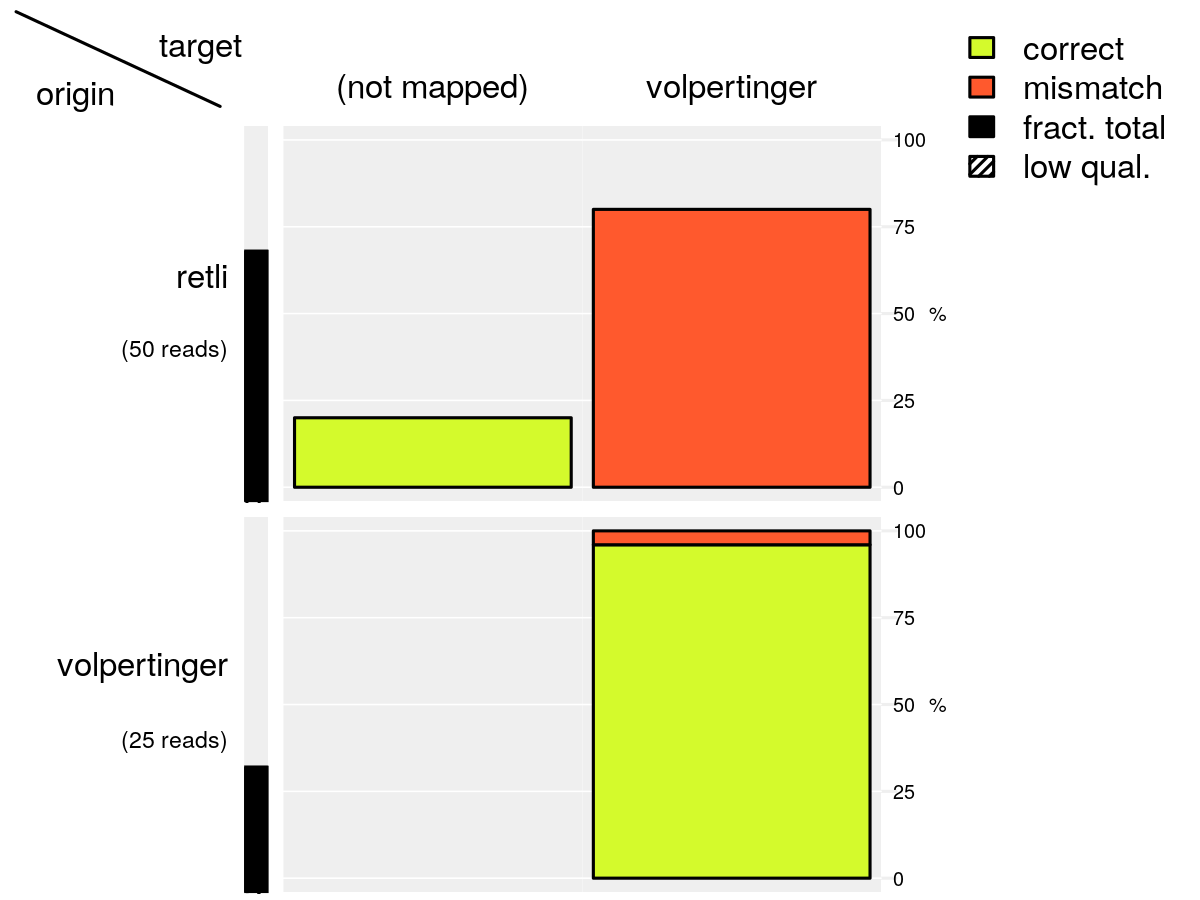 target
origin
(not mapped)
volpertinger
correct
mismatch
fract. total
low qual.
retli
(50 reads)
100
75
50 %
25
0
volpertinger
(25 reads)
100
75
50 %
25
0